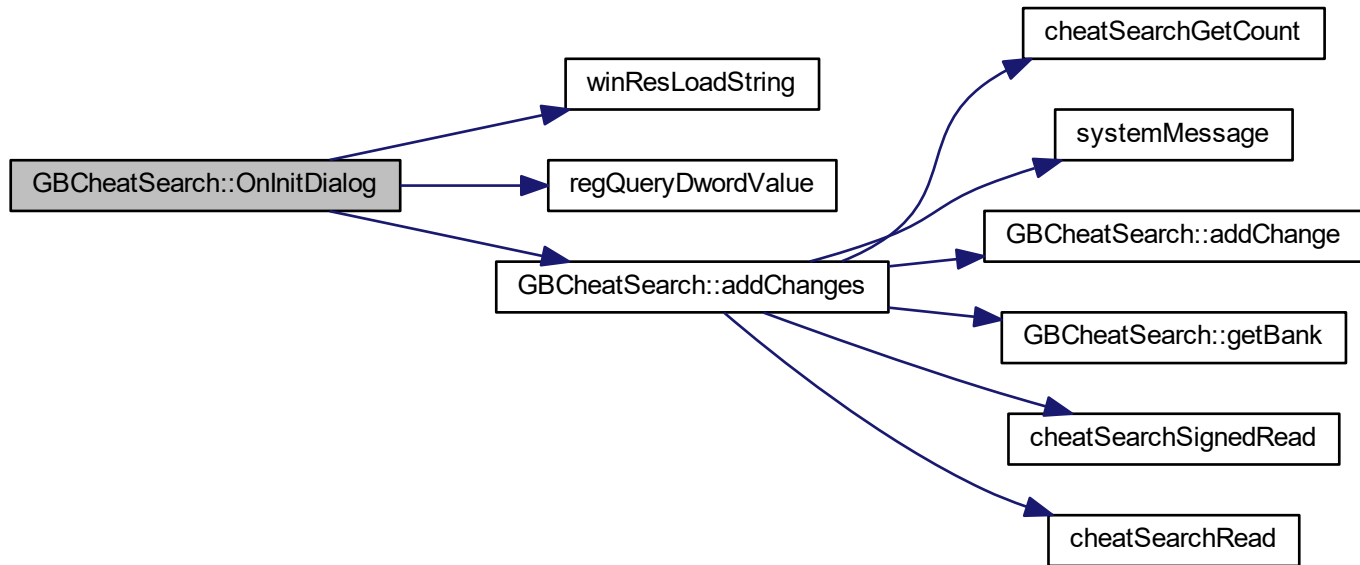 GBCheatSearch::OnInitDialog
winResLoadString
regQueryDwordValue
GBCheatSearch::addChanges
cheatSearchGetCount
systemMessage
GBCheatSearch::addChange
GBCheatSearch::getBank
cheatSearchSignedRead
cheatSearchRead